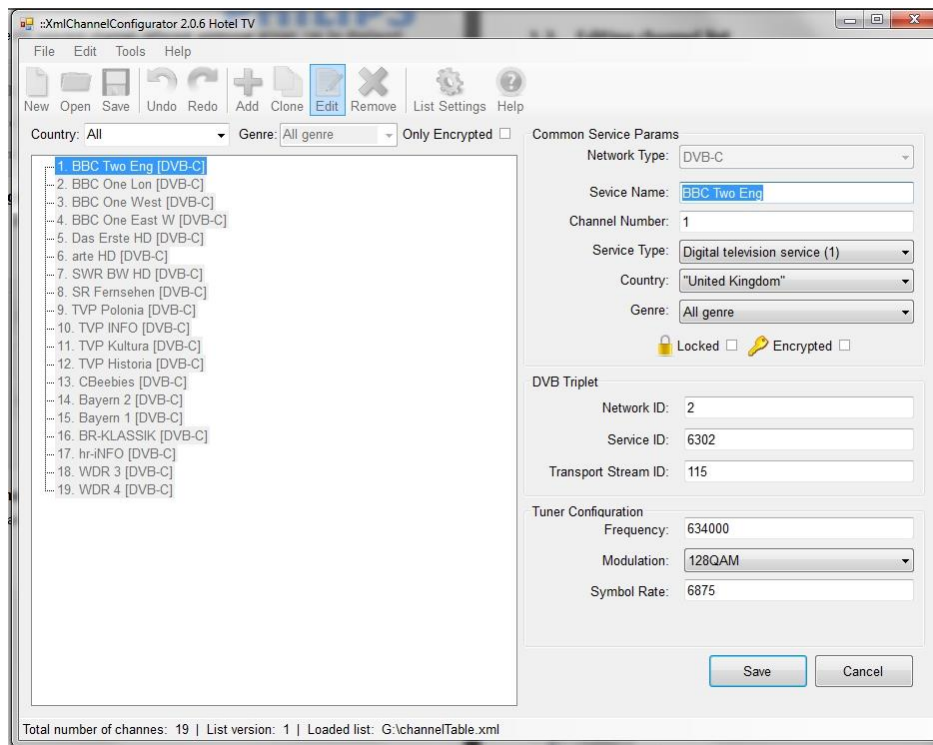 PHILIPS
::XmlChannelConfigurator 2.0.6 Hotel TV
File Edit Tools Help
New Open Save Undo Redo Add Clone Edit Remove List Settings Help
Country: All Genre: All genre Only Encrypted
1. BBC Two Eng [DVB-C]
2. BBC One Lon [DVB-C]
3. BBC One West [DVB-C]
4. BBC One East W [DVB-C]
5. Das Erste HD [DVB-C]
6. arte HD [DVB-C]
7. SWR BW HD [DVB-C]
8. SR Fernsehen [DVB-C]
9. TVP Polonia [DVB-C]
10. TVP INFO [DVB-C]
11. TVP Kultura [DVB-C]
12. TVP Historia [DVB-C]
13. CBeebies [DVB-C]
14. Bayern 2 [DVB-C]
15. Bayern 1 [DVB-C]
16. BR-KLASSIK [DVB-C]
17. hr-iNFO [DVB-C]
18. WDR 3 [DVB-C]
19. WDR 4 [DVB-C]
Common Service Params
Network Type: DVB-C
Sevice Name: BBC Two Eng
Channel Number: 1
Service Type: Digital television service (1)
Country: "United Kingdom"
Genre: All genre
Locked Encrypted
DVB Triplet
Network ID: 2
Service ID: 6302
Transport Stream ID: 115
Tuner Configuration
Frequency: 634000
Modulation: 128QAM
Symbol Rate: 6875
Save Cancel
Total number of channes: 19 | List version: 1 | Loaded list: G:\channelTable.xml